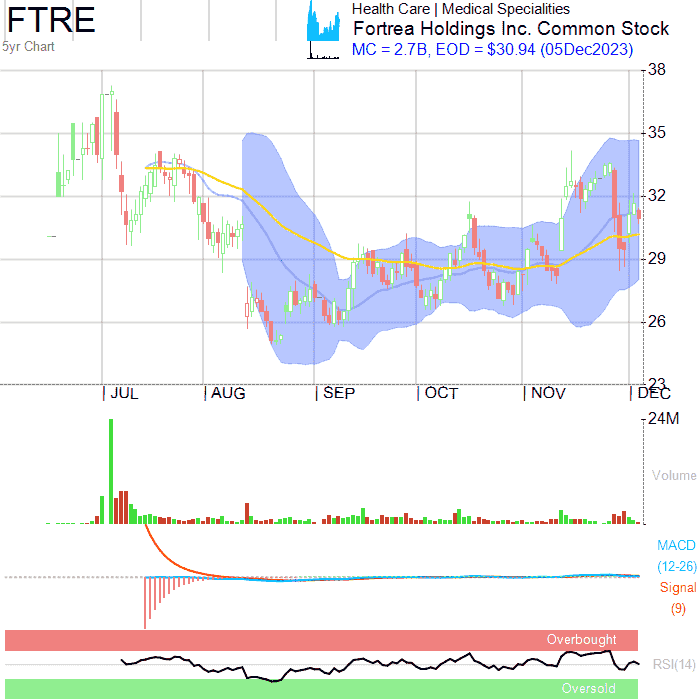 FTRE
5yr Chart
Health Care | Medical Specialities
Fortrea Holdings Inc. Common Stock
MC = 2.7B, EOD = $30.94 (05Dec2023)
38
35
32
29
26
23
JUL AUG SEP OCT NOV DEC
24M
Volume
MACD
(12-26)
Signal
(9)
Overbought
RSI(14)
Oversold